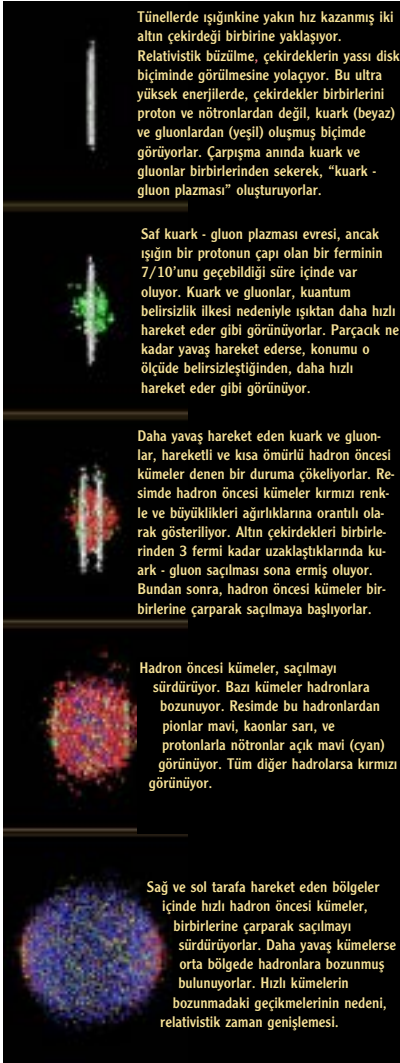 Tünellerde ışığınkine yakın hız kazanmış iki
altın çekirdeği birbirine yaklaşıyor.
Relativistik büzülme, çekirdeklerin yassı disk
biçiminde görülmesine yolaçıyor. Bu ultra
yüksek enerjilerde, çekirdekler birbirlerini
proton ve nötronlardan değil, kuark (beyaz)
ve gluonlardan (yeşil) oluşmuş biçimde
görüyorlar. Çarpışma anında kuark ve
gluonlar birbirlerinden sekerek, “kuark -
gluon plazması” oluşturuyorlar.
Saf kuark - gluon plazması evresi, ancak
ışığın bir protonun çapı olan bir ferminin
7/10’unu geçebildiği süre içinde var
oluyor. Kuark ve gluonlar, kuantum
belirsizlik ilkesi nedeniyle ışıktan daha hızlı
hareket eder gibi görünüyorlar. Parçacık ne
kadar yavaş hareket ederse, konumu o
ölçüde belirsizleştiğinden, daha hızlı
hareket eder gibi görünüyor.
Daha yavaş hareket eden kuark ve gluon-
lar, hareketli ve kısa ömürlü hadron öncesi
kümeler denen bir duruma çökeliyorlar. Re-
simde hadron öncesi kümeler kırmızı renk-
le ve büyüklikleri ağırlıklarına orantılı ola-
rak gösteriliyor. Altın çekirdekleri birbirle-
rinden 3 fermi kadar uzaklaştıklarında ku-
ark - gluon saçılması sona ermiş oluyor.
Bundan sonra, hadron öncesi kümeler bir-
birlerine çarparak saçılmaya başlıyorlar.
Hadron öncesi kümeler, saçılmayı
sürdürüyor. Bazı kümeler hadronlara
bozunuyor. Resimde bu hadronlardan
pionlar mavi, kaonlar sarı, ve
protonlarla nötronlar açık mavi (cyan)
görünüyor. Tüm diğer hadrolarsa kırmızı
görünüyor.
Sağ ve sol tarafa hareket eden bölgeler
içinde hızlı hadron öncesi kümeler,
birbirlerine çarparak saçılmayı
sürdürüyorlar. Daha yavaş kümelerse
orta bölgede hadronlara bozunmuş
bulunuyorlar. Hızlı kümelerin
bozunmadaki geçikmelerinin nedeni,
relativistik zaman genişlemesi.